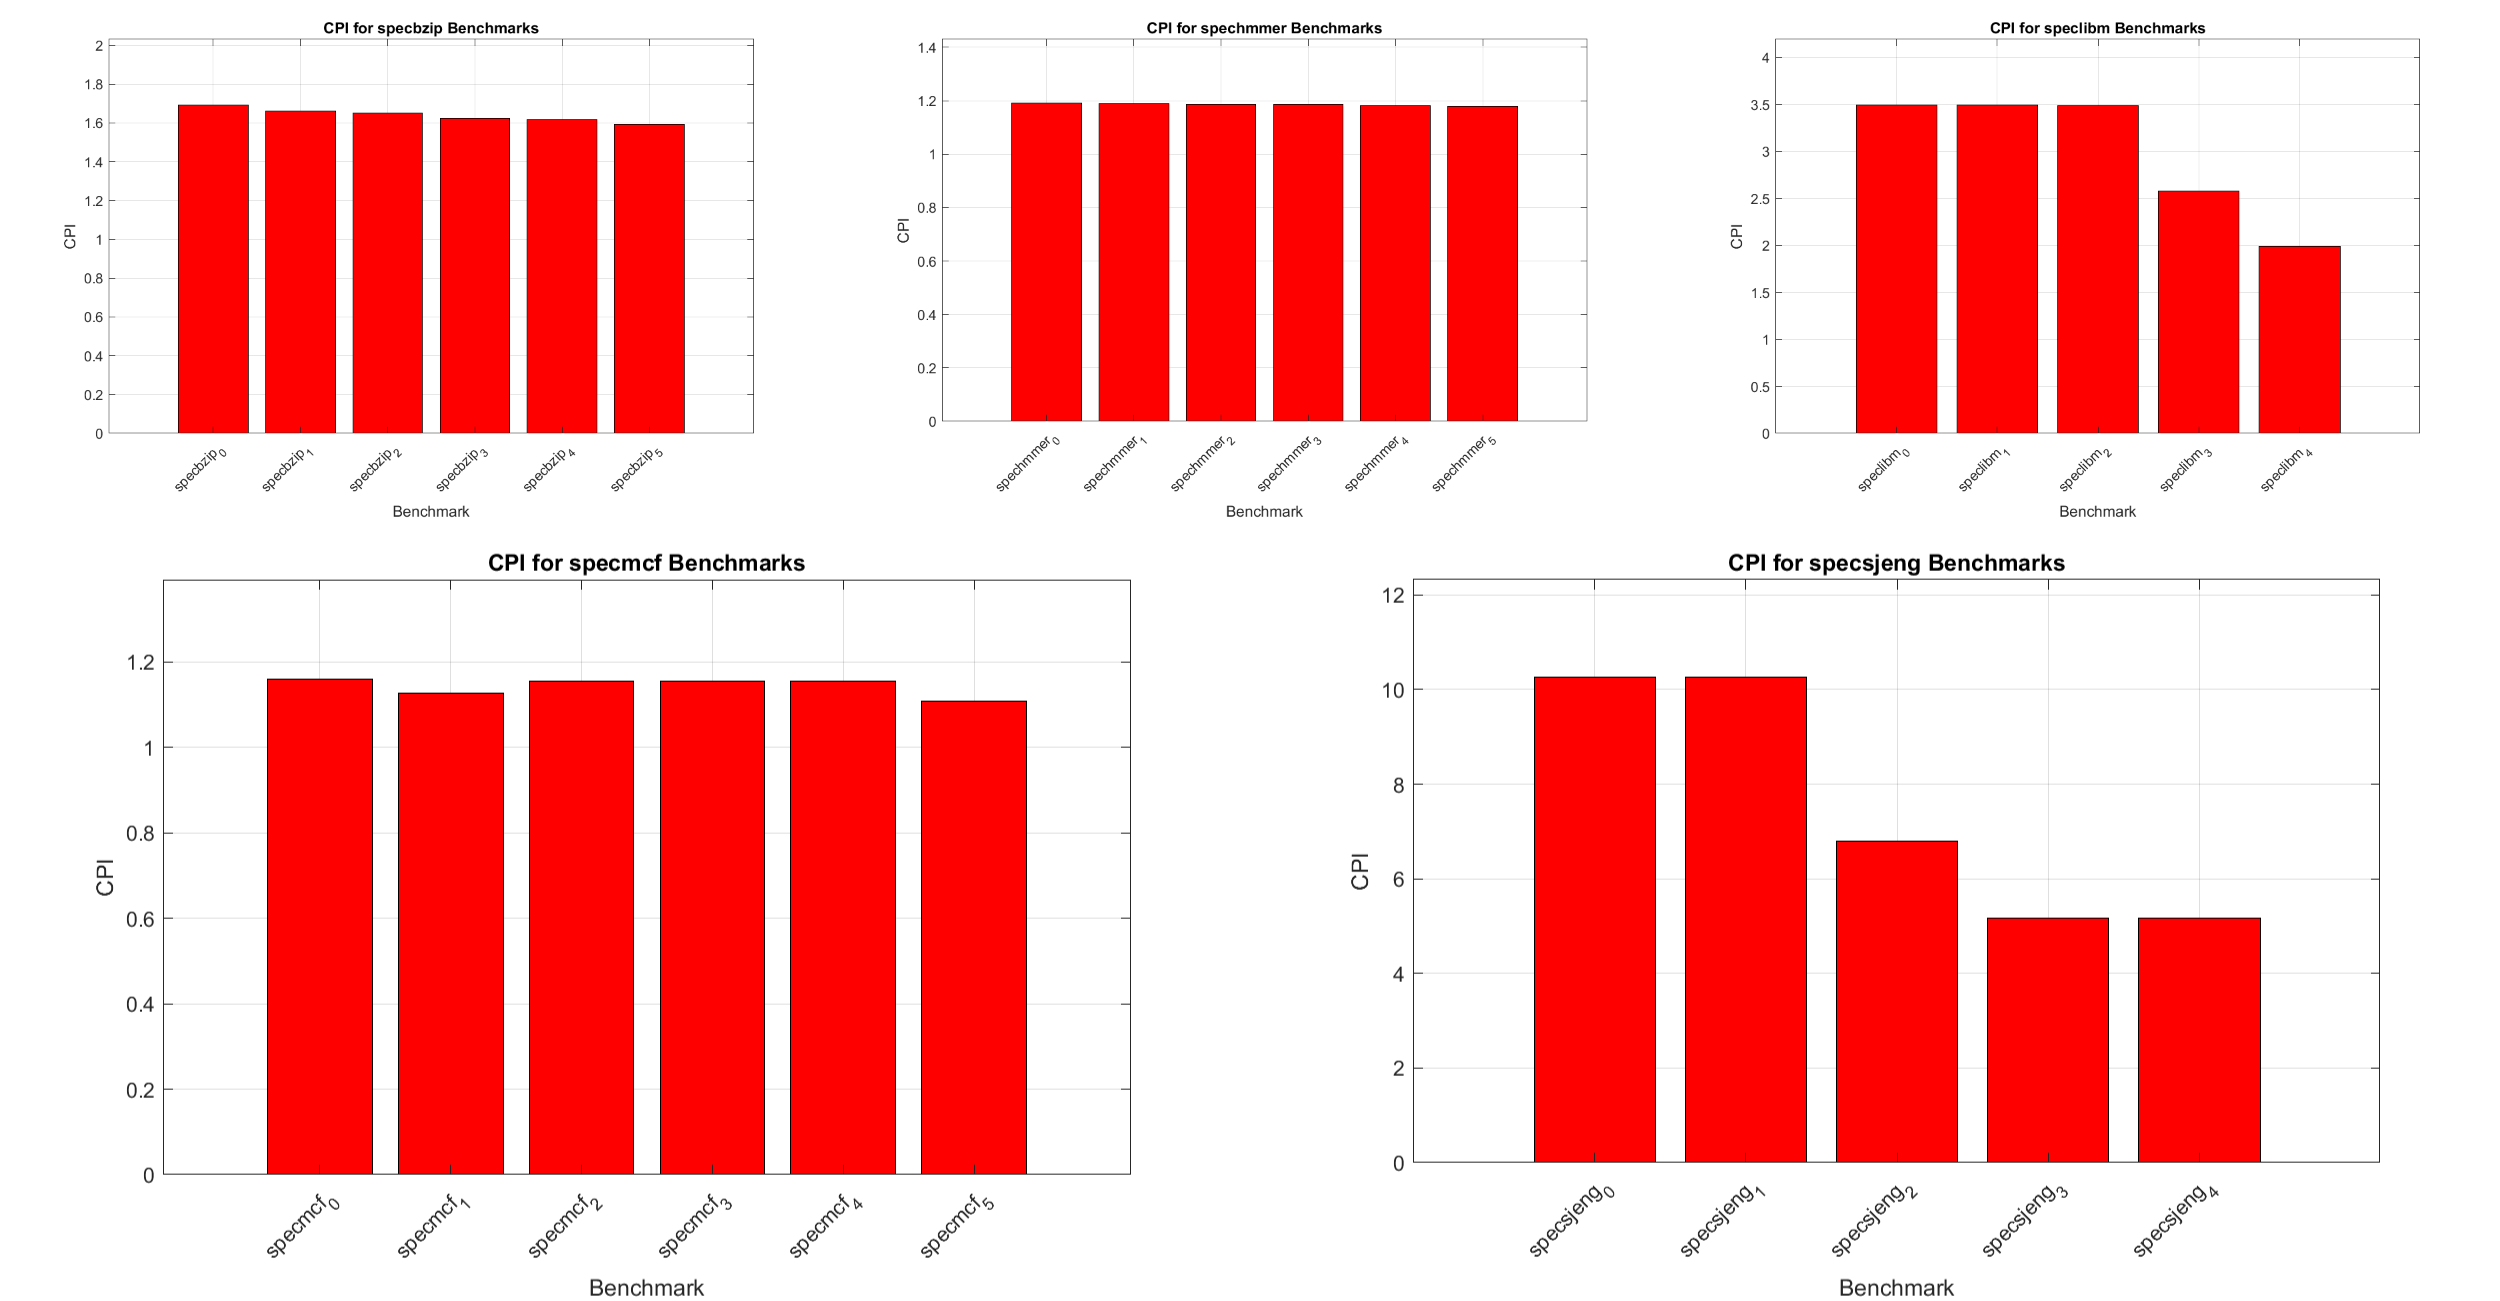 CPI for specbzip Benchmarks
2
1.8
1.6
1.4
1.2
1
0.8
0.6
0.4
0.2
0
CPI
specbzip0
specbzip1
specbzip2
specbzip3
specbzip4
specbzip5
Benchmark
CPI for spechmmer Benchmarks
1.4
1.2
1
0.8
0.6
0.4
0.2
0
CPI
spechmmer0
spechmmer1
spechmmer2
spechmmer3
spechmmer4
spechmmer5
Benchmark
CPI for speclibm Benchmarks
4
3.5
3
2.5
2
1.5
1
0.5
0
CPI
speclibm0
speclibm1
speclibm2
speclibm3
speclibm4
Benchmark
CPI for specmcf Benchmarks
1.2
1
0.8
0.6
0.4
0.2
0
CPI
specmcf0
specmcf1
specmcf2
specmcf3
specmcf4
specmcf5
Benchmark
CPI for specsjeng Benchmarks
12
10
8
6
4
2
0
CPI
specsjeng0
specsjeng1
specsjeng2
specsjeng3
specsjeng4
Benchmark